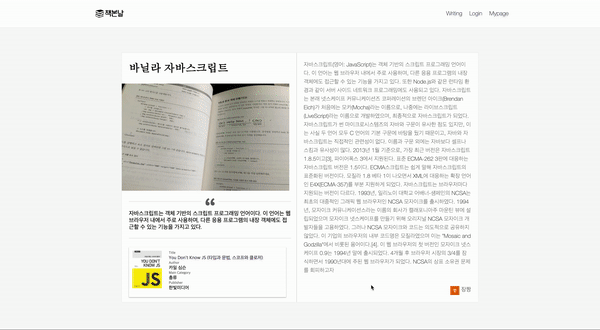 책본날
Writing
Login
Mypage
바닐라 자바스크립트
❝
자바스크립트는 객체 기반의 스크립트 프로그래밍 언어이다. 이 언어는 웹
브라우저 내에서 주로 사용하며, 다른 응용 프로그램의 내장 객체에도 접
근할 수 있는 기능을 가지고 있다.
YOU DON'T
KNOW
JS
Title
You Don't Know JS (타입과 문법, 스코프와 클로저)
Author
카일 심슨
Main Category
총류
Publisher
한빛미디어
자바스크립트(영어: JavaScript)는 객체 기반의 스크립트 프로그래밍 언어이
다. 이 언어는 웹 브라우저 내에서 주로 사용하며, 다른 응용 프로그램의 내장
객체에도 접근할 수 있는 기능을 가지고 있다. 또한 Node.js와 같은 런타임 환
경과 같이 서버 사이드 네트워크 프로그래밍에도 사용되고 있다. 자바스크립트
는 본래 넷스케이프 커뮤니케이션즈 코퍼레이션의 브렌던 아이크(Brendan
Eich)가 처음에는 모카(Mocha)라는 이름으로, 나중에는 라이브스크립트
(LiveScript)라는 이름으로 개발하였으며, 최종적으로 자바스크립트가 되었다.
자바스크립트가 썬 마이크로시스템즈의 자바와 구문이 유사한 점도 있지만, 이
는 사실 두 언어 모두 C 언어의 기본 구문에 바탕을 뒀기 때문이고, 자바와 자
바스크립트는 직접적인 관련성이 없다. 이름과 구문 외에는 자바보다 셀프나
스킴과 유사성이 많다. 2013년 1월 기준으로, 가장 최근 버전은 자바스크립트
1.8.5이고[3], 파이어폭스 3에서 지원된다. 표준 ECMA-262 3판에 대응하는
자바스크립트 버전은 1.5이다. ECMA스크립트는 쉽게 말해 자바스크립트의
표준화된 버전이다. 모질라 1.8 베타 1이 나오면서 XML에 대응하는 확장 언어
인 E4X(ECMA-357)를 부분 지원하게 되었다. 자바스크립트는 브라우저마다
지원되는 버전이 다르다. 1993년, 일리노이 대학교 어배너-섐페인의 NCSA는
최초의 대중적인 그래픽 웹 브라우저인 NCSA 모자이크를 출시하였다. 1994
년, 모자이크 커뮤니케이션스라는 이름의 회사가 캘리포니아주 마운틴 뷰에 설
립되었으며 모자이크 넷스케이프를 만들기 위해 오리지널 NCSA 모자이크 개
발자들을 고용하였다. 그러나 NCSA 모자이크와 코드는 의도적으로 공유하지
않았다. 이 기업의 브라우저의 내부 코드명은 모질라였으며 이는 "Mosaic and
Godzilla"에서 비롯된 용어이다.[4]. 이 웹 브라우저의 첫 버전인 모자이크 넷스
케이프 0.9는 1994년 말에 출시되었다. 4개월 후 브라우저 시장의 3/4를 잠
식하면서 1990년대에 주된 웹 브라우저가 되었다. NCSA의 상표 소유권 문제
를 회피하고자